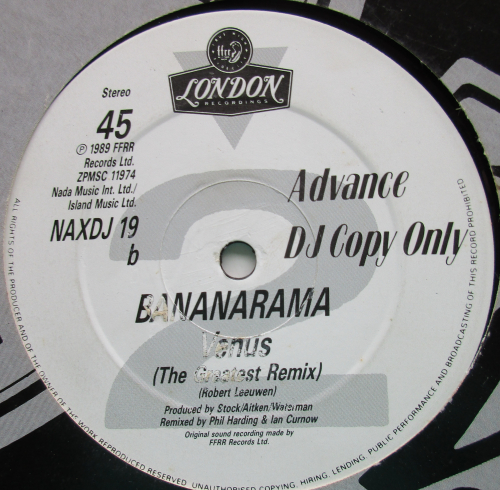 ffrr
LONDON
RECORDINGS
Stereo
45
℗ 1989 FFRR
Records Ltd.
ZPMSC 11974
Nada Music Int. Ltd./
Island Music Ltd.
NAXDJ 19
b
Advance
DJ Copy Only
2
BANANARAMA
Venus
(The Greatest Remix)
(Robert Leeuwen)
Produced by Stock/Aitken/Waterman
Remixed by Phil Harding & Ian Curnow
Original sound recording made by
FFRR Records Ltd.
ALL RIGHTS OF THE PRODUCER AND OF THE OWNER OF THE WORK REPRODUCED RESERVED. UNAUTHORISED COPYING, HIRING, LENDING, PUBLIC PERFORMANCE AND BROADCASTING OF THIS RECORD PROHIBITED